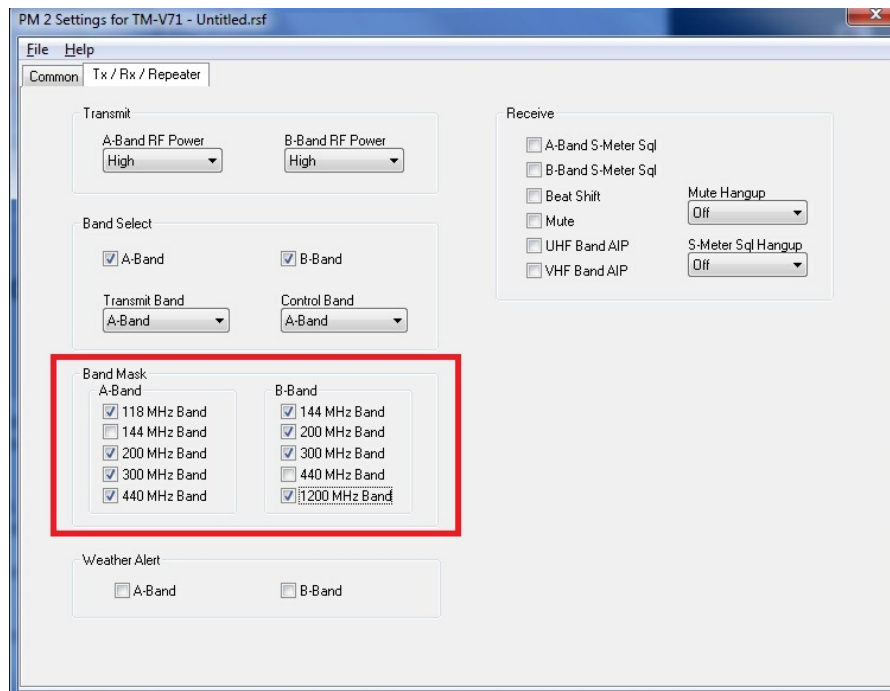 PM 2 Settings for TM-V71 - Untitled.rsf
File Help
Common Tx / Rx / Repeater
Transmit
A-Band RF Power B-Band RF Power
High High
Band Select
A-Band B-Band
Transmit Band Control Band
A-Band A-Band
Band Mask
A-Band
118 MHz Band
144 MHz Band
200 MHz Band
300 MHz Band
440 MHz Band
B-Band
144 MHz Band
200 MHz Band
300 MHz Band
440 MHz Band
1200 MHz Band
Weather Alert
A-Band B-Band
Receive
A-Band S-Meter Sql
B-Band S-Meter Sql
Beat Shift
Mute
UHF Band AIP
VHF Band AIP
Mute Hangup
Off
S-Meter Sql Hangup
Off